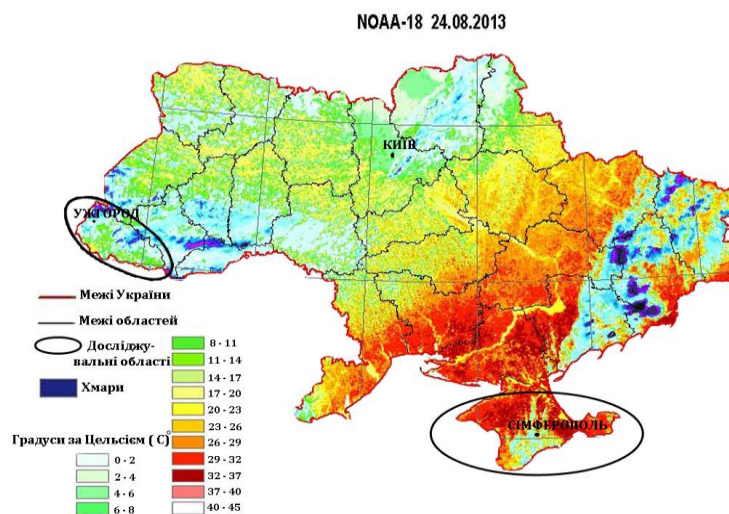 NOAA-18 24.08.2013
КИЇВ
УЖГОРОД
Межі України
Межі областей
Досліджу-
вальні області
Хмари
Градуси за Цельсієм ( С)°
0 - 2
2 - 4
4 - 6
6 - 8
8 - 11
11 - 14
14 - 17
17 - 20
20 - 23
23 - 26
26 - 29
29 - 32
32 - 37
37 - 40
40 - 45
СІМФЕРОПОЛЬ